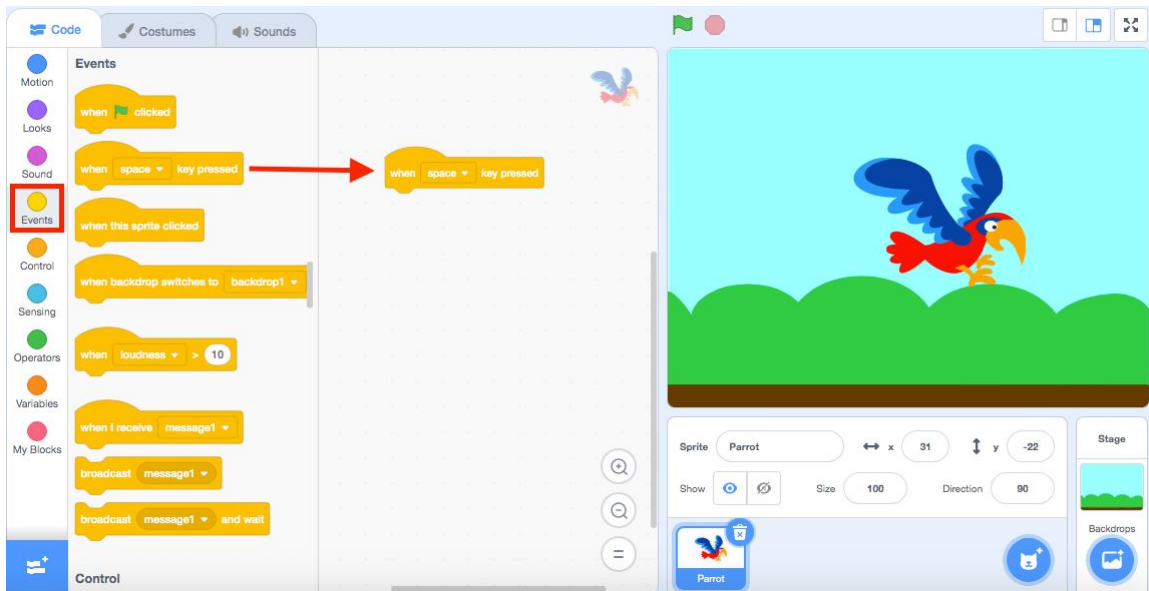 Code
Costumes
Sounds
Motion
Looks
Sound
Events
Control
Sensing
Operators
Variables
My Blocks
Events
when clicked
when space key pressed
when this sprite clicked
when backdrop switches to backdrop1
when loudness > 10
when I receive message1
broadcast message1
broadcast message1 and wait
Control
when space key pressed
Sprite Parrot x 31 y -22
Show Size 100 Direction 90
Parrot
Stage
Backdrops